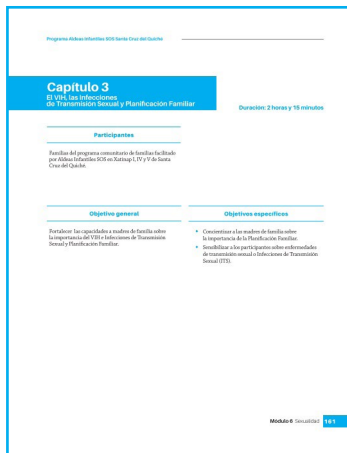 Programa Aldeas Infantiles SOS Santa Cruz del Quiché
Capítulo 3
El VIH, las Infecciones
de Transmisión Sexual y Planificación Familiar
Duración: 2 horas y 15 minutos
Participantes
Familias del programa comunitario de familias facilitado
por Aldeas Infantiles SOS en Xatinap I, IV y V de Santa
Cruz del Quiché.
Objetivo general
Fortalecer las capacidades a madres de familia sobre
la importancia del VIH e Infecciones de Transmisión
Sexual y Planificación Familiar.
Objetivos específicos
• Concientizar a las madres de familia sobre
la importancia de la Planificación Familiar.
• Sensibilizar a los participantes sobre enfermedades
de transmisión sexual o Infecciones de Transmisión
Sexual (ITS).
Módulo 6 Sexualidad 161